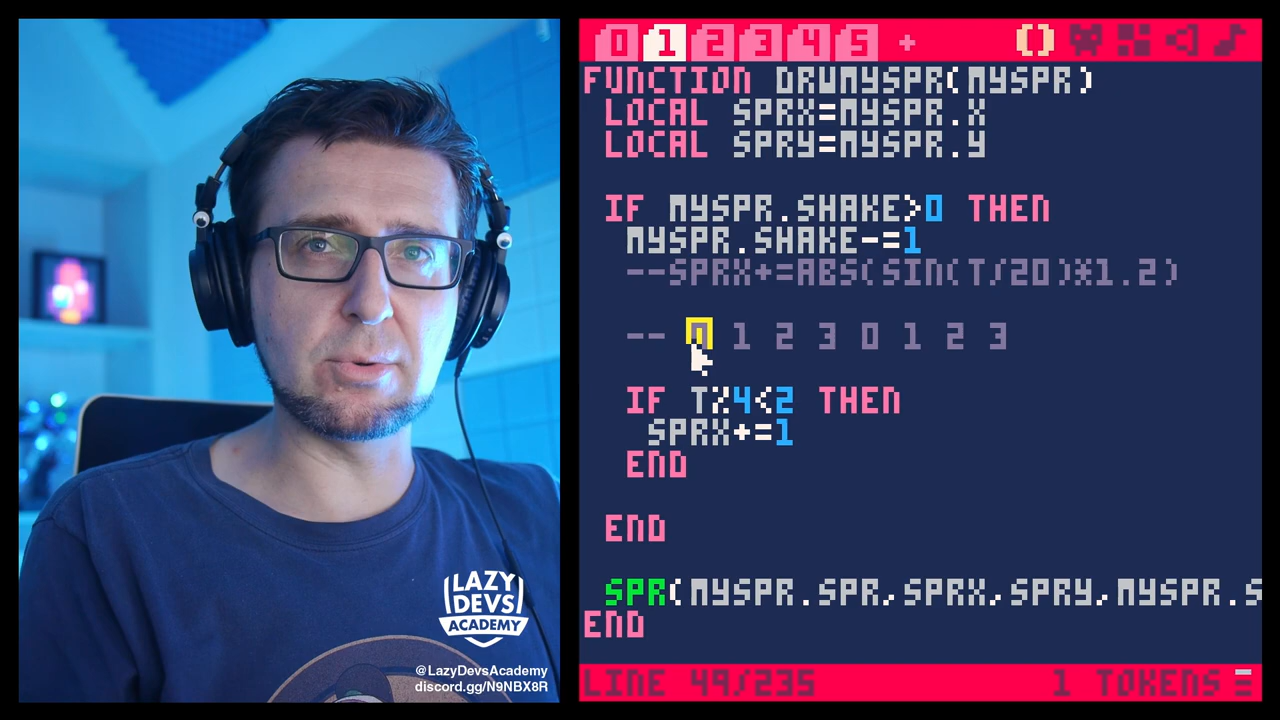 LAZY
DEVS
ACADEMY
@LazyDevsAcademy
discord.gg/N9NBX8R
0 1 2 3 4 5 +
FUNCTION DRWMYSPR(MYSPR)
LOCAL SPRX=MYSPR.X
LOCAL SPRY=MYSPR.Y
IF MYSPR.SHAKE>0 THEN
MYSPR.SHAKE-=1
--SPRX+=ABS(SIN(T/20)*1.2)
-- 0 1 2 3 0 1 2 3
IF T%4<2 THEN
SPRX+=1
END
END
SPR(MYSPR.SPR,SPRX,SPRY,MYSPR.S
END
LINE 49/235
1 TOKENS